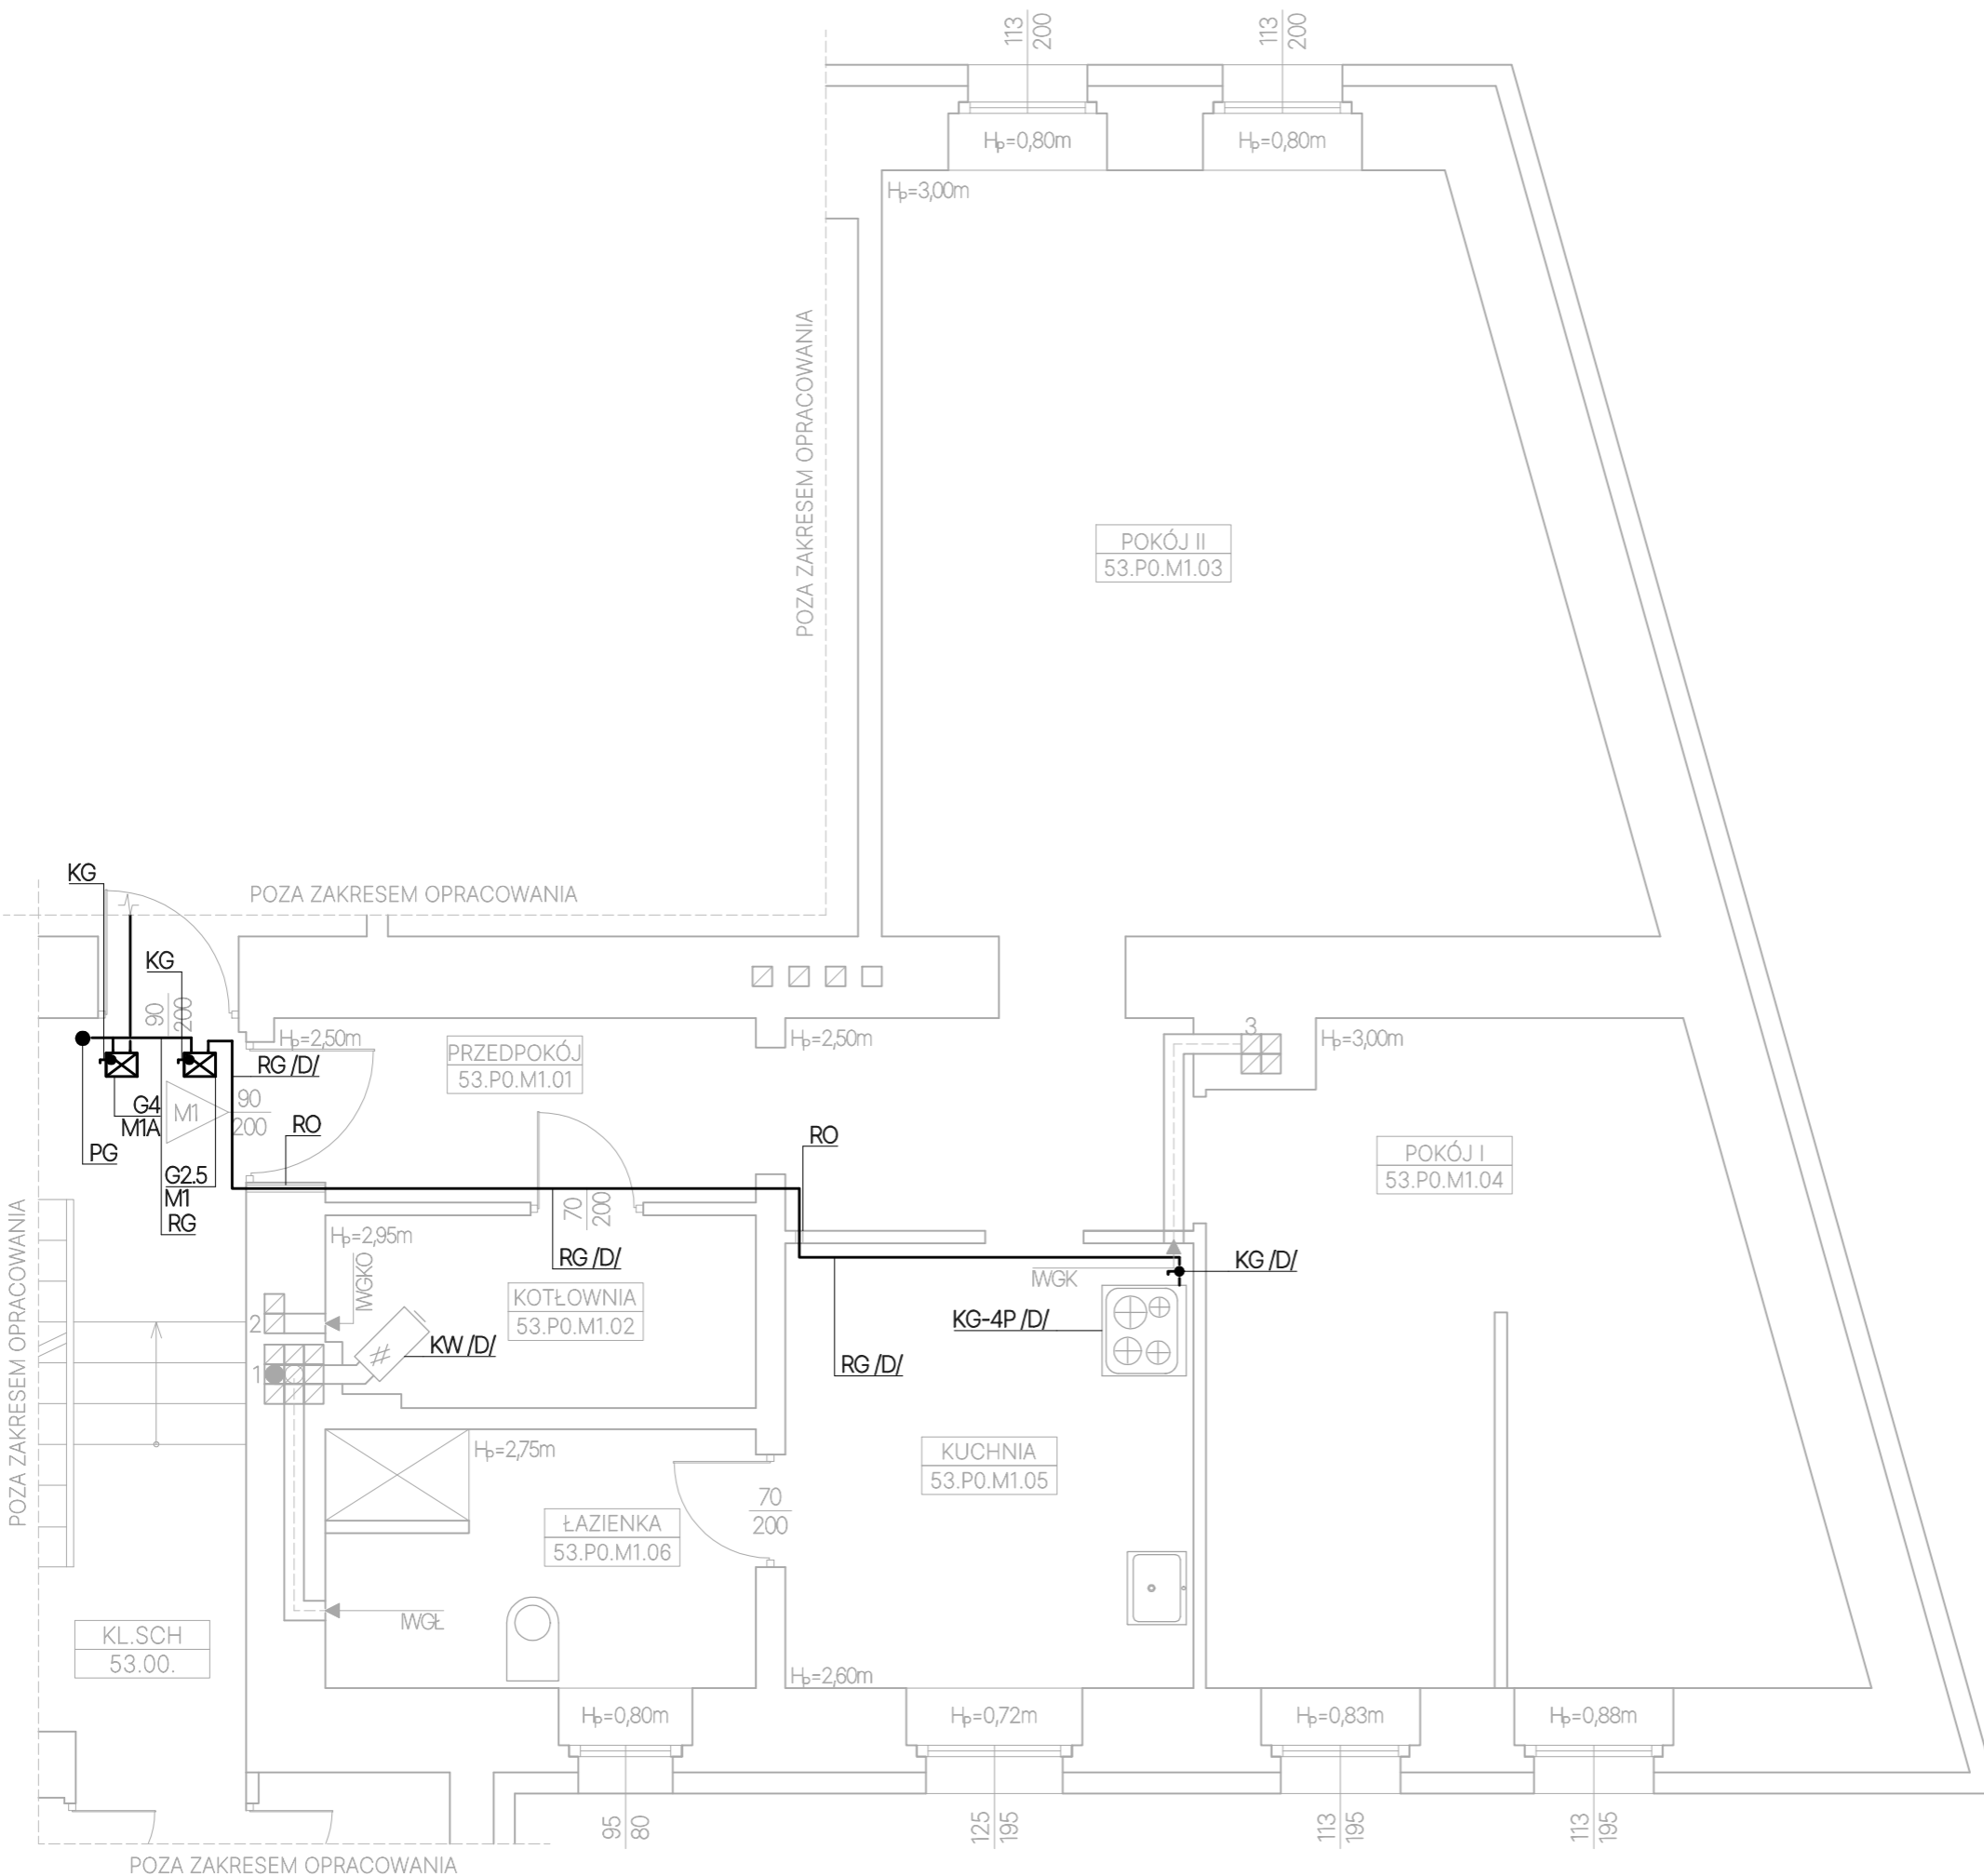 113
200
113
200
Hp=0,80m
Hp=0,80m
Hp=3,00m
POZA ZAKRESEM OPRACOWANIA
POKÓJ II
53.P0.M1.03
KG
POZA ZAKRESEM OPRACOWANIA
KG
90
200
Hp=2,50m
PRZEDPOKÓJ
53.P0.M1.01
Hp=2,50m
3
Hp=3,00m
RG /D/
G4
M1A
M1
90
200
RO
RO
PG
G2.5
M1
RG
POKÓJ I
53.P0.M1.04
70
200
Hp=2,95m
IWGKO
RG /D/
IWGK
KG /D/
KOTŁOWNIA
53.P0.M1.02
KG-4P /D/
2
KW /D/
1
RG /D/
POZA ZAKRESEM OPRACOWANIA
Hp=2,75m
KUCHNIA
53.P0.M1.05
70
200
ŁAZIENKA
53.P0.M1.06
IWGŁ
KL.SCH
53.00.
Hp=2,60m
Hp=0,80m
Hp=0,72m
Hp=0,83m
Hp=0,88m
95
80
125
195
113
195
113
195
POZA ZAKRESEM OPRACOWANIA